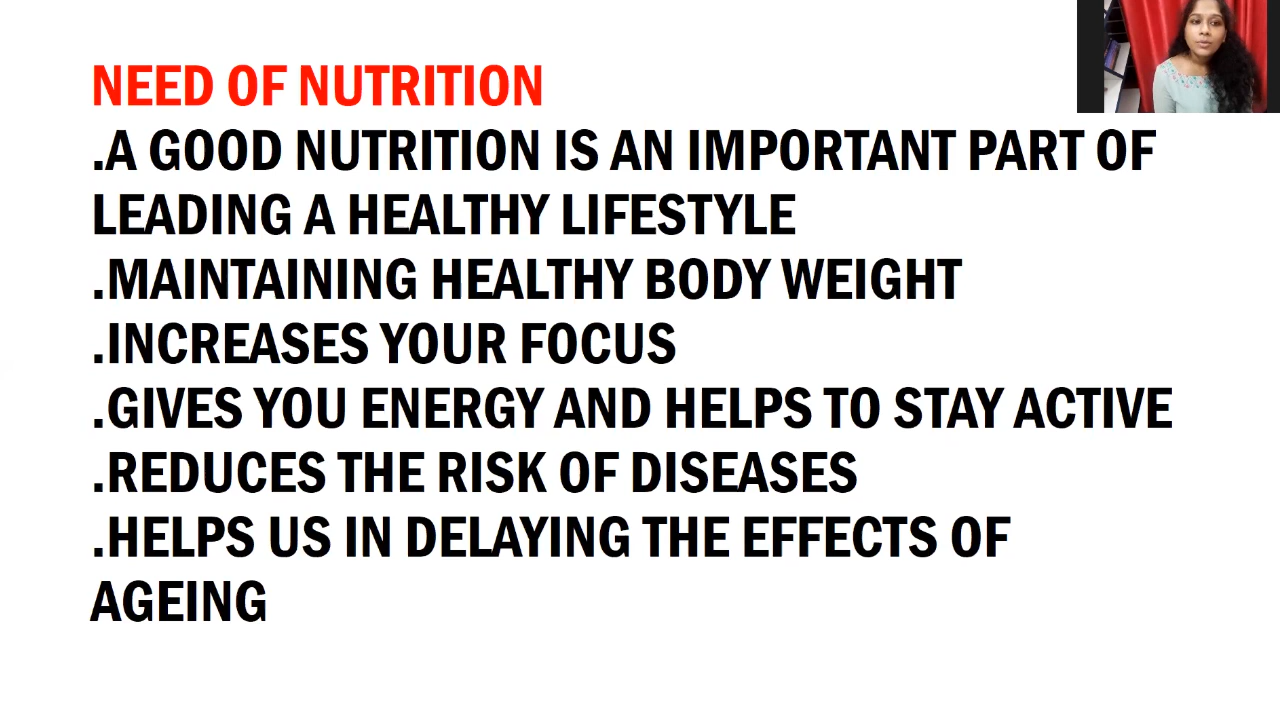 NEED OF NUTRITION
.A GOOD NUTRITION IS AN IMPORTANT PART OF
LEADING A HEALTHY LIFESTYLE
.MAINTAINING HEALTHY BODY WEIGHT
.INCREASES YOUR FOCUS
.GIVES YOU ENERGY AND HELPS TO STAY ACTIVE
.REDUCES THE RISK OF DISEASES
.HELPS US IN DELAYING THE EFFECTS OF
AGEING